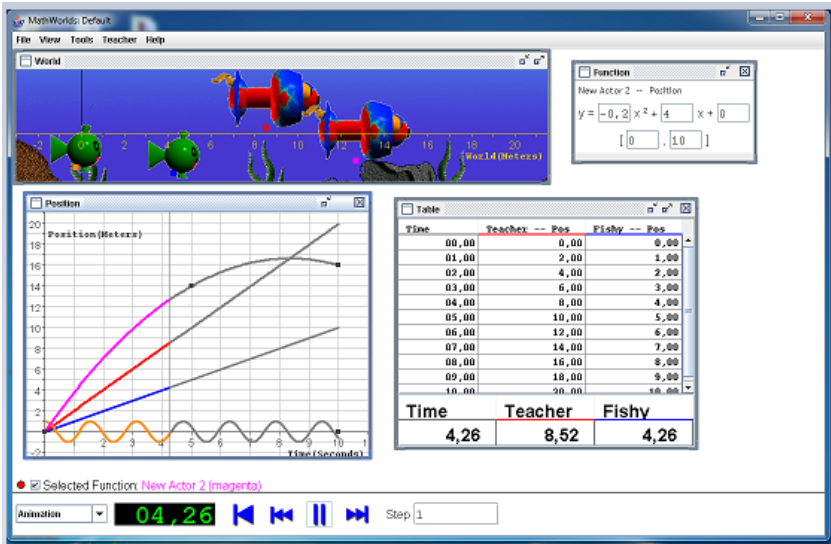 MathWorlds: Default
File View Tools Teacher Help
World
-2 0 2 4 6 8 10 12 14 16 18 20
World(Meters)
Function
New Actor 2 -- Position
y = -0,2 x² + 4 x + 0
[ 0 . 10 ]
Position
Position(Meters)
20
18
16
14
12
10
8
6
4
2
-2
1 2 3 4 5 6 7 8 9 10 1
Time(Seconds)
Table
Time Teacher -- Pos Fishy -- Pos
00,00 0,00 0,00
01,00 2,00 1,00
02,00 4,00 2,00
03,00 6,00 3,00
04,00 8,00 4,00
05,00 10,00 5,00
06,00 12,00 6,00
07,00 14,00 7,00
08,00 16,00 8,00
09,00 18,00 9,00
10,00 20,00 10,00
Time Teacher Fishy
4,26 8,52 4,26
Selected Function: New Actor 2 (magenta)
Animation 04,26 Step 1